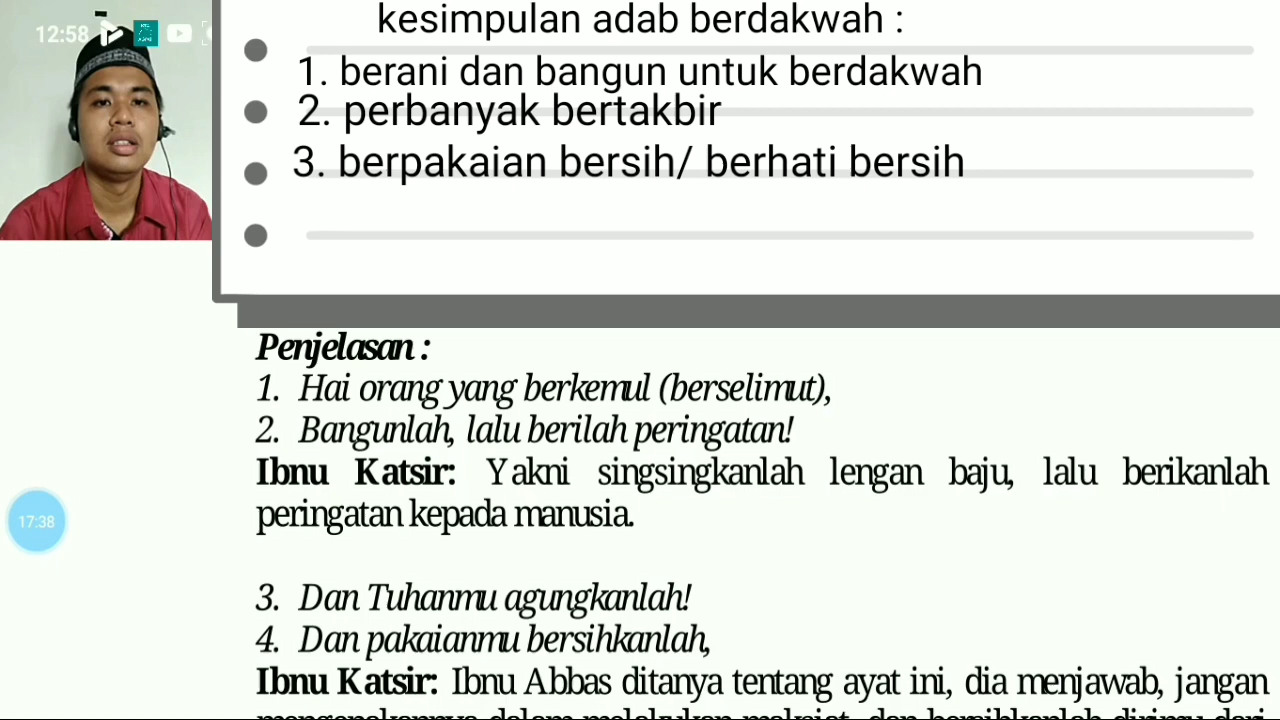 12:58
kesimpulan adab berdakwah :
1. berani dan bangun untuk berdakwah
2. perbanyak bertakbir
3. berpakaian bersih/ berhati bersih
Penjelasan :
1. Hai orang yang berkemul (berselimut),
2. Bangunlah, lalu berilah peringatan!
Ibnu Katsir: Yakni singsingkanlah lengan baju, lalu berikanlah
peringatan kepada manusia.
17:38
3. Dan Tuhanmu agungkanlah!
4. Dan pakaianmu bersihkanlah,
Ibnu Katsir: Ibnu Abbas ditanya tentang ayat ini, dia menjawab, jangan